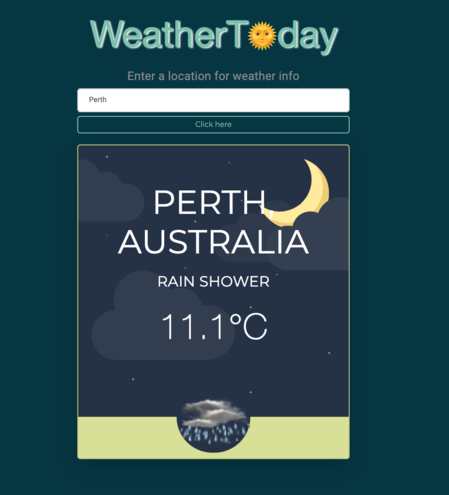 WeatherT🌞day
Enter a location for weather info
Perth
Click here
PERTH,
AUSTRALIA
RAIN SHOWER
11.1°C